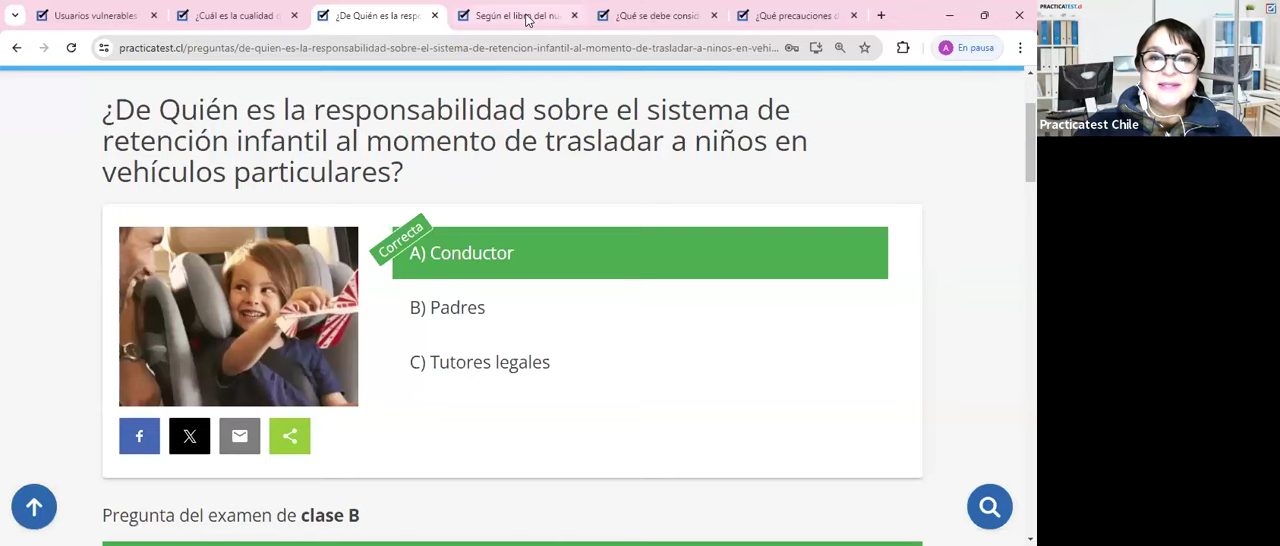 Usuarios vulnerables
¿Cuál es la cualidad d
¿De Quién es la respo
Según el libro del nu
¿Qué se debe consid
¿Qué precauciones d
practicatest.cl/preguntas/de-quien-es-la-responsabilidad-sobre-el-sistema-de-retencion-infantil-al-momento-de-trasladar-a-ninos-en-vehi...
A
En pausa
PRACTICATEST.cl
Practicatest Chile
¿De Quién es la responsabilidad sobre el sistema de
retención infantil al momento de trasladar a niños en
vehículos particulares?
Correcta
A) Conductor
B) Padres
C) Tutores legales
Pregunta del examen de clase B